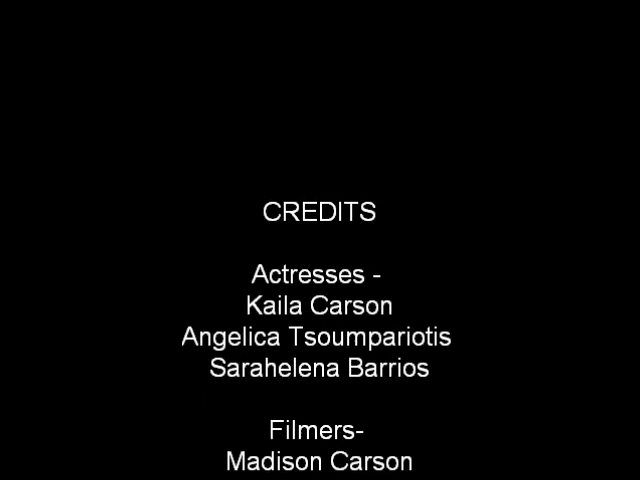 CREDITS
Actresses -
Kaila Carson
Angelica Tsoumpariotis
Sarahelena Barrios
Filmers-
Madison Carson